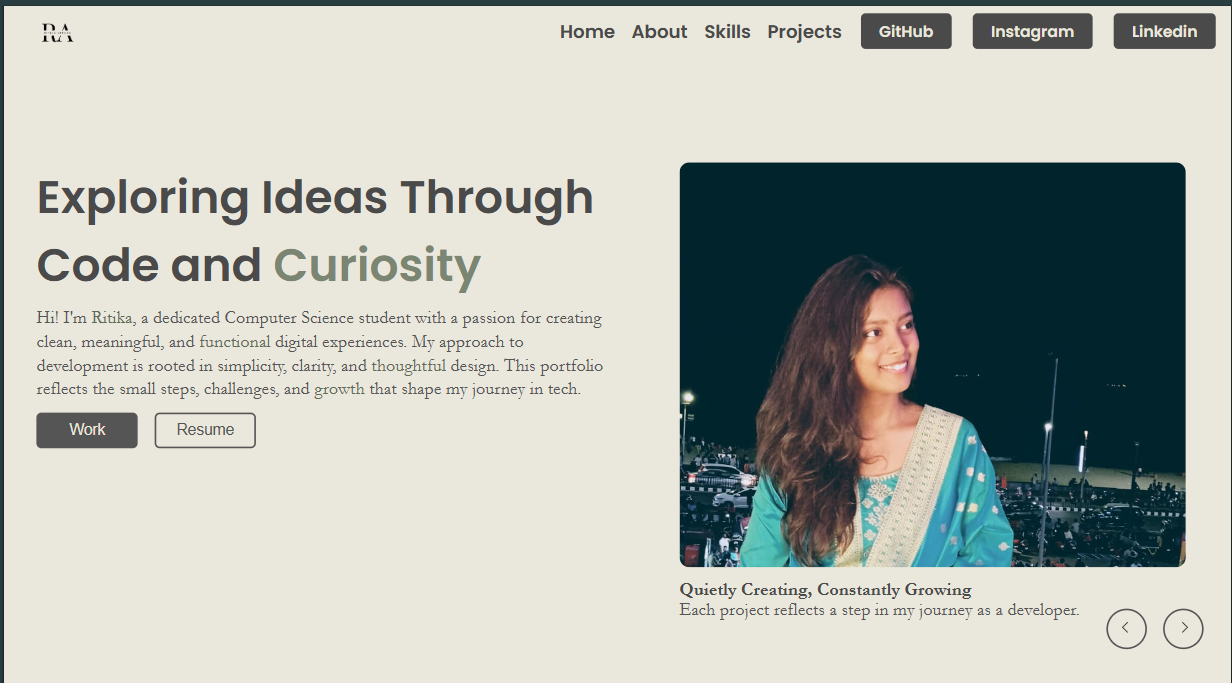 RA
Home About Skills Projects GitHub Instagram Linkedin
Exploring Ideas Through
Code and Curiosity
Hi! I'm Ritika, a dedicated Computer Science student with a passion for creating
clean, meaningful, and functional digital experiences. My approach to
development is rooted in simplicity, clarity, and thoughtful design. This portfolio
reflects the small steps, challenges, and growth that shape my journey in tech.
Work Resume
Quietly Creating, Constantly Growing
Each project reflects a step in my journey as a developer.